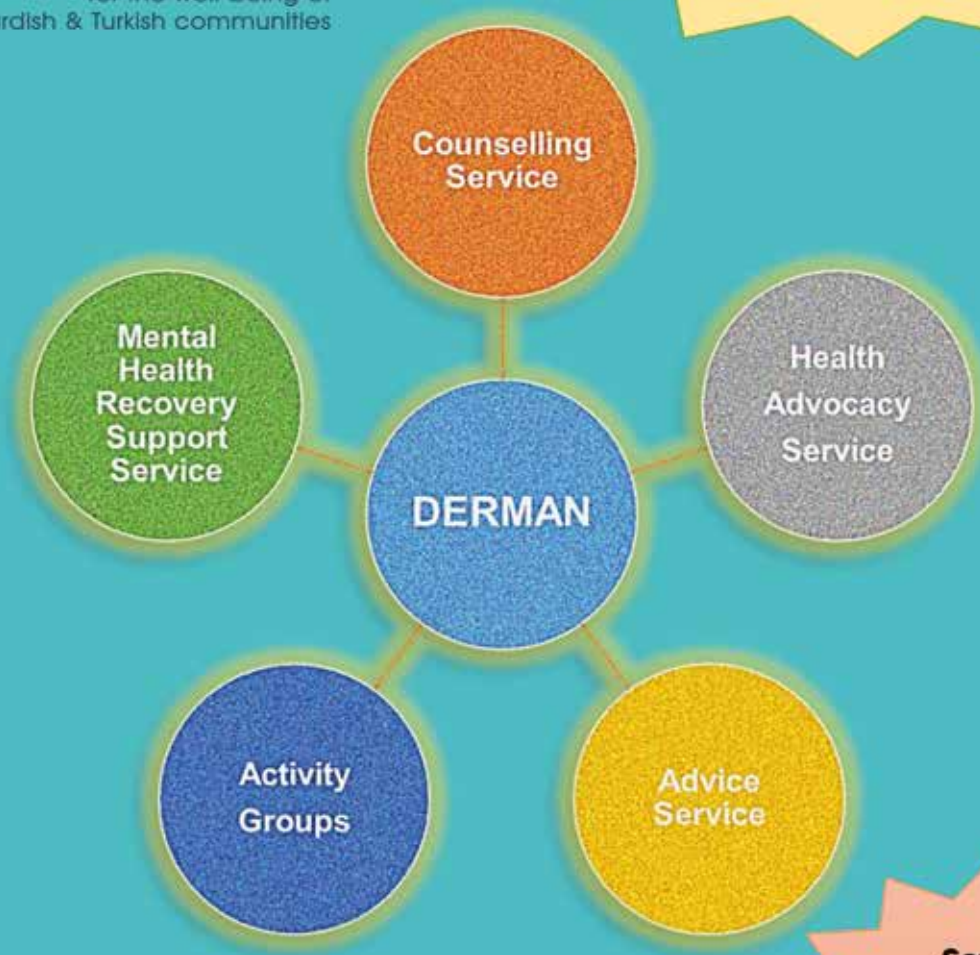 rdish & Turkish communities
Counselling
Service
Mental
Health
Recovery
Support
Service
Health
Advocacy
Service
DERMAN
Activity
Groups
Advice
Service